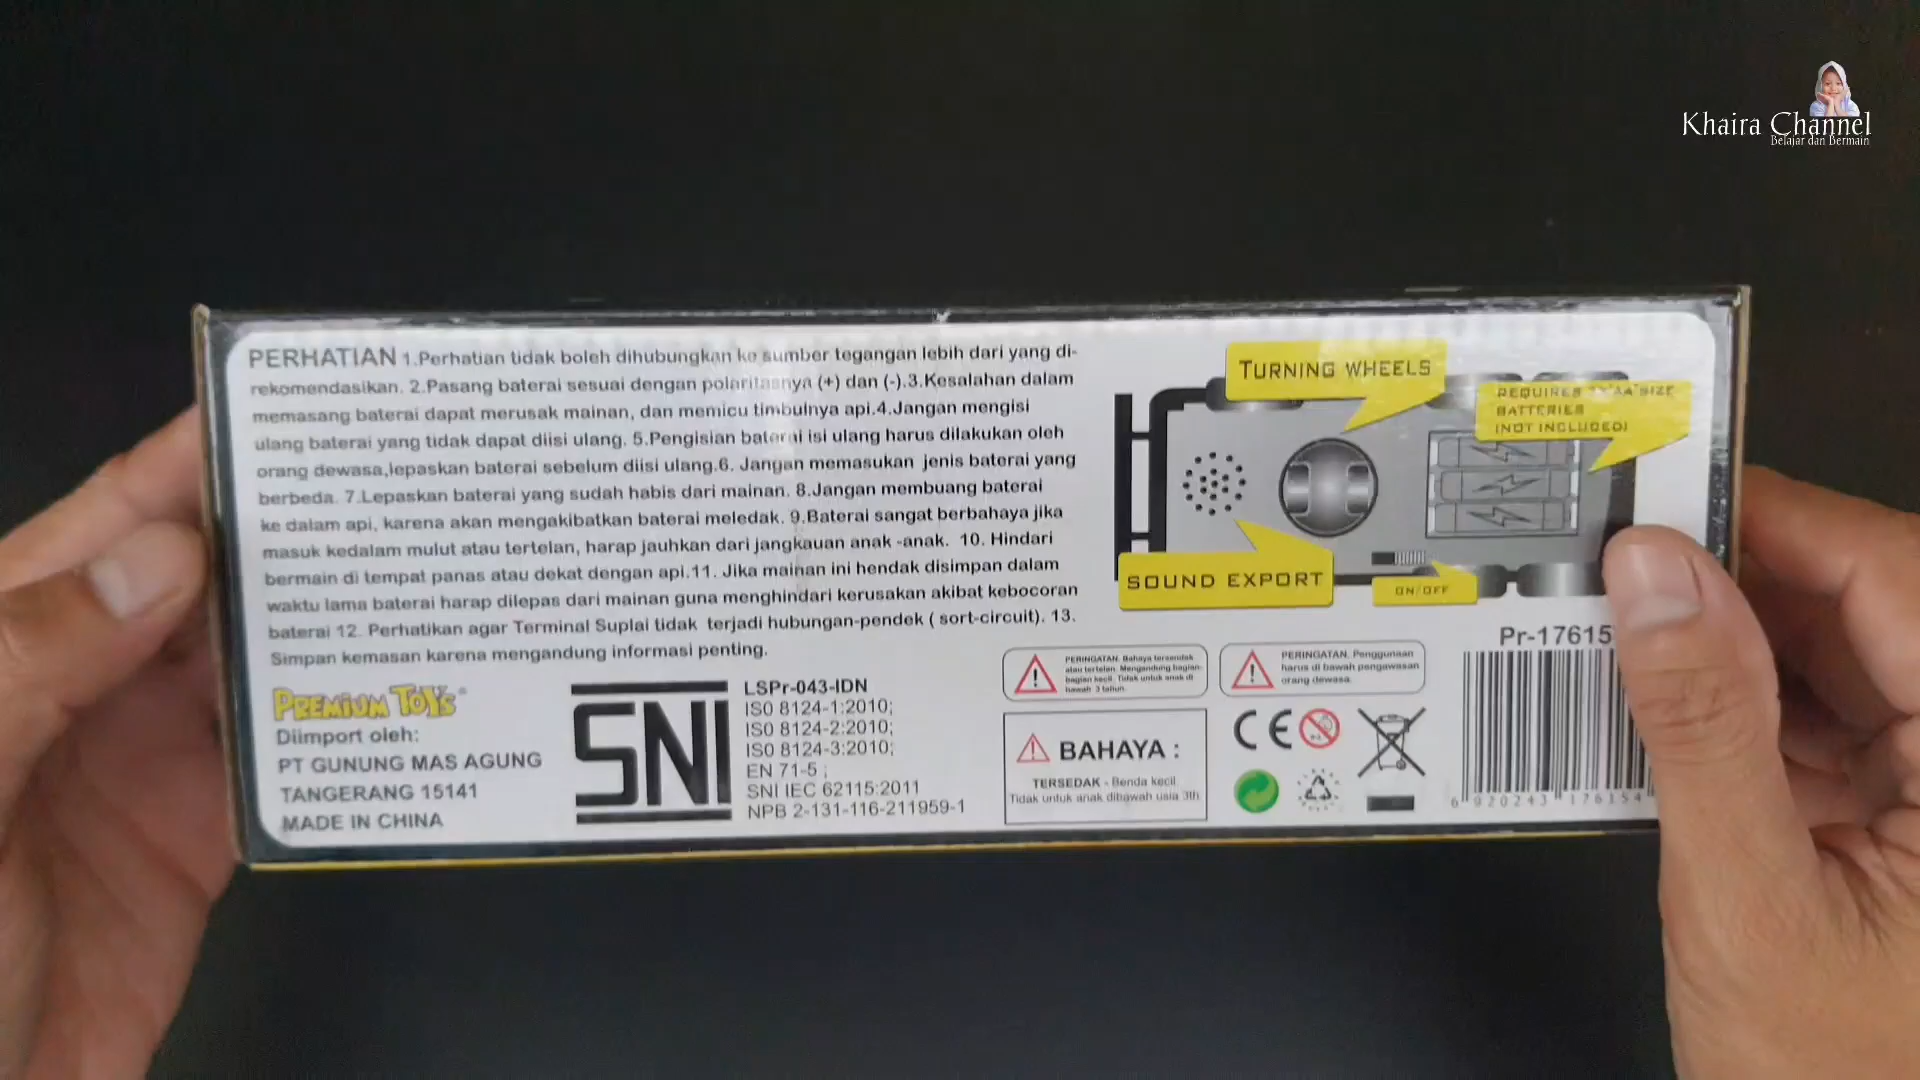 Khaira Channel
Belajar dan Bermain
PERHATIAN 1.Perhatian tidak boleh dihubungkan ke sumber tegangan lebih dari yang di-
rekomendasikan. 2.Pasang baterai sesuai dengan polaritasnya (+) dan (-).3.Kesalahan dalam
memasang baterai dapat merusak mainan, dan memicu timbulnya api.4.Jangan mengisi
ulang baterai yang tidak dapat diisi ulang. 5.Pengisian baterai isi ulang harus dilakukan oleh
orang dewasa,lepaskan baterai sebelum diisi ulang.6. Jangan memasukan jenis baterai yang
berbeda. 7.Lepaskan baterai yang sudah habis dari mainan. 8.Jangan membuang baterai
ke dalam api, karena akan mengakibatkan baterai meledak. 9.Baterai sangat berbahaya jika
masuk kedalam mulut atau tertelan, harap jauhkan dari jangkauan anak -anak. 10. Hindari
bermain di tempat panas atau dekat dengan api.11. Jika mainan ini hendak disimpan dalam
waktu lama baterai harap dilepas dari mainan guna menghindari kerusakan akibat kebocoran
baterai 12. Perhatikan agar Terminal Suplai tidak terjadi hubungan-pendek ( sort-circuit). 13.
Simpan kemasan karena mengandung informasi penting.
PREMIUM TOYS®
Diimport oleh:
PT GUNUNG MAS AGUNG
TANGERANG 15141
MADE IN CHINA
SNI
LSPr-043-IDN
ISO 8124-1:2010;
ISO 8124-2:2010;
ISO 8124-3:2010;
EN 71-5 ;
SNI IEC 62115:2011
NPB 2-131-116-211959-1
TURNING WHEELS
REQUIRES "AA"SIZE
BATTERIES
(NOT INCLUDED)
SOUND EXPORT
ON/OFF
PERINGATAN. Bahaya tersendak
atau tertelan. Mengandung bagian-
bagian kecil. Tidak untuk anak di
bawah 3 tahun.
PERINGATAN. Penggunaan
harus di bawah pengawasan
orang dewasa.
BAHAYA :
TERSEDAK - Benda kecil.
Tidak untuk anak dibawah usia 3th
CE
Pr-17615
6 920243 176154